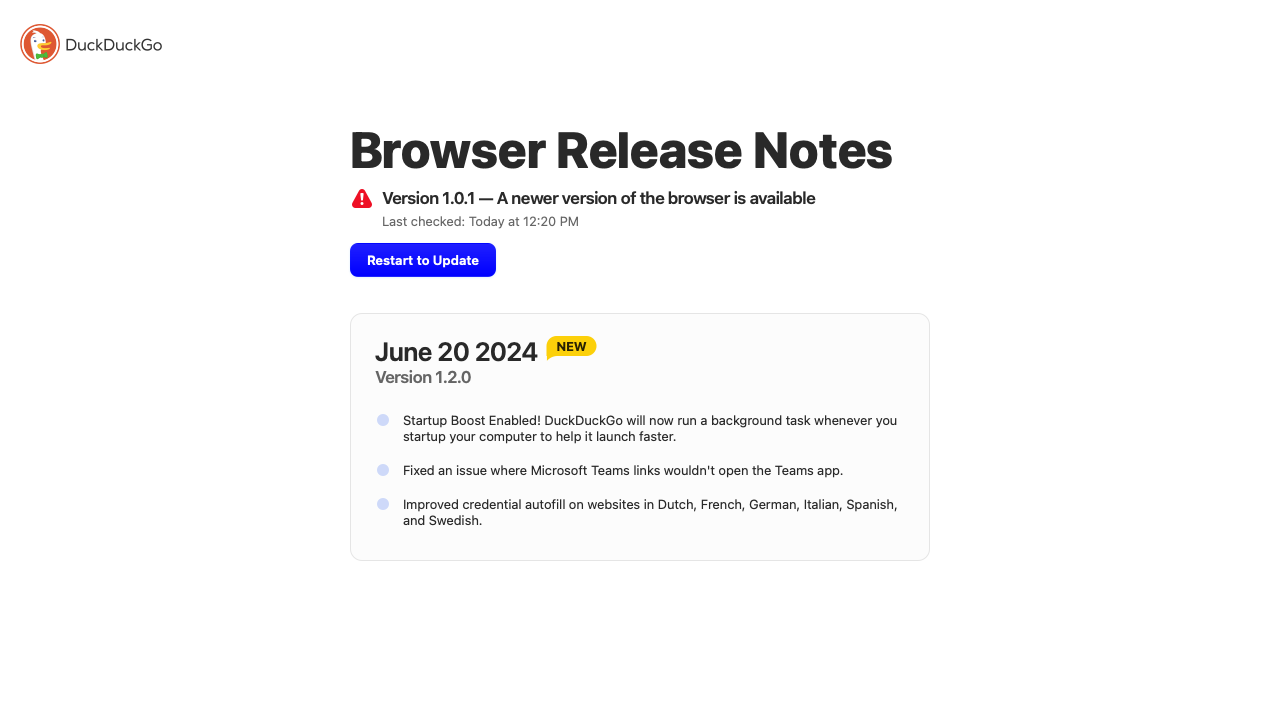 DuckDuckGo
Browser Release Notes
Version 1.0.1 — A newer version of the browser is available
Last checked: Today at 12:20 PM
Restart to Update
June 20 2024 NEW
Version 1.2.0
Startup Boost Enabled! DuckDuckGo will now run a background task whenever you
startup your computer to help it launch faster.
Fixed an issue where Microsoft Teams links wouldn't open the Teams app.
Improved credential autofill on websites in Dutch, French, German, Italian, Spanish,
and Swedish.